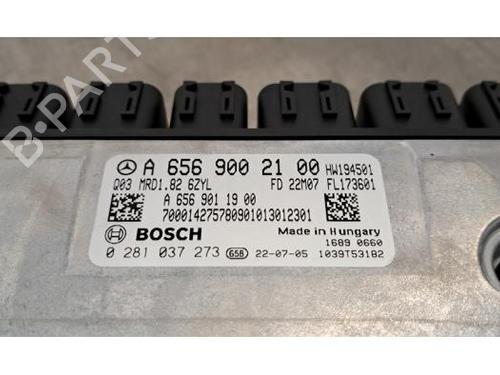 B-PARTS
A 656 900 21 00 HW194501
Q03 MRD1.82 6ZYL FD 22M07 FL173601
A 656 901 19 00
700014275780901013012301
BOSCH Made in Hungary
1689 0660
0 281 037 273 658 22-07-05 1039T53182